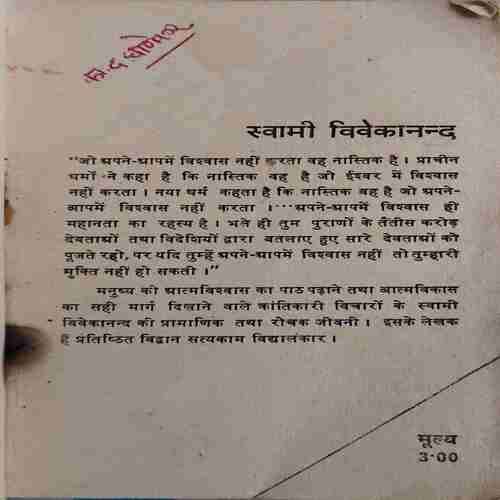 स्वामी विवेकानन्द
“जो अपने-आपमें विश्वास नहीं करता वह नास्तिक है । प्राचीन
धर्मों ने कहा है कि नास्तिक वह है जो ईश्वर में विश्वास
नहीं करता । नया धर्म कहता है कि नास्तिक वह है जो अपने-
आपमें विश्वास नहीं करता ।···अपने-आपमें विश्वास ही
महानता का रहस्य है । भले ही तुम पुराणों के तैंतीस करोड़
देवताओं तथा विदेशियों द्वारा बतलाए हुए सारे देवताओं को
पूजते रहो, पर यदि तुम्हें अपने-आपमें विश्वास नहीं तो तुम्हारी
मुक्ति नहीं हो सकती ।”
मनुष्य को आत्मविश्वास का पाठ पढ़ाने तथा आत्मविकास
का सही मार्ग दिखाने वाले क्रांतिकारी विचारों के स्वामी
विवेकानन्द की प्रामाणिक तथा रोचक जीवनी । इसके लेखक
हैं प्रतिष्ठित विद्वान सत्यकाम विद्यालंकार ।
मूल्य
3·00